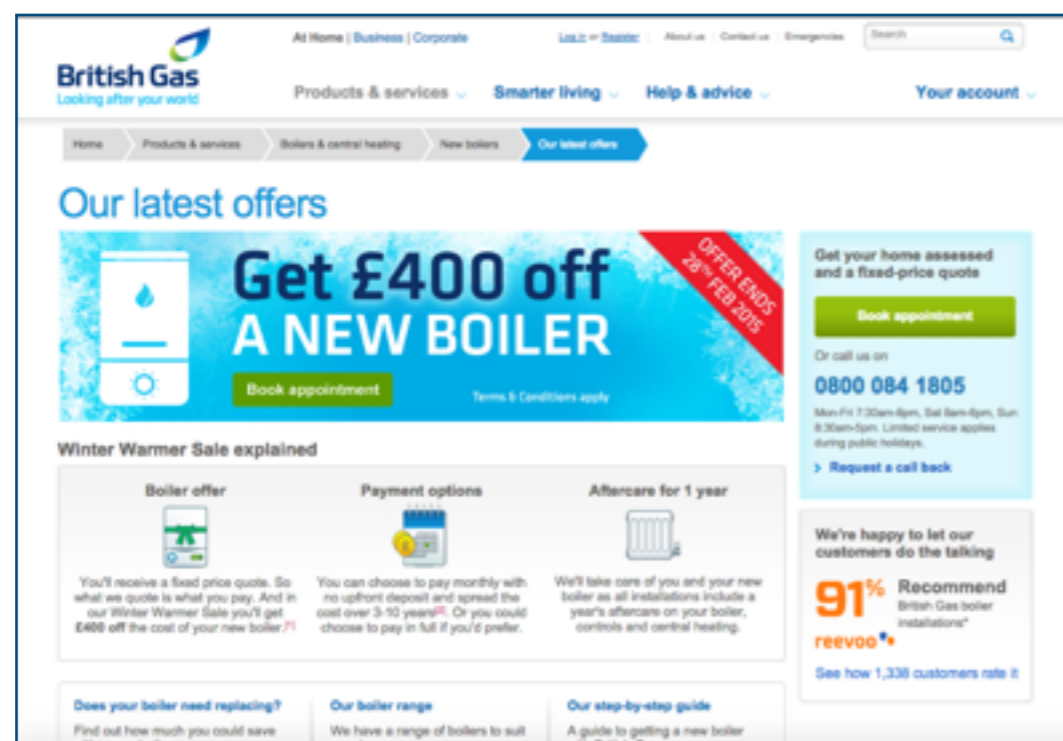 British Gas
Looking after your world
At Home | Business | Corporate
Log in or Register
About us
Contact us
Emergencies
Search
Products & services
Smarter living
Help & advice
Your account
Home
Products & services
Boilers & central heating
New boilers
Our latest offers
Our latest offers
Get £400 off
A NEW BOILER
Book appointment
Terms & Conditions apply
OFFER ENDS
28TH FEB 2015
Get your home assessed
and a fixed-price quote
Book appointment
Or call us on
0800 084 1805
Mon-Fri 7:30am-8pm, Sat 8am-6pm, Sun
8:30am-5pm. Limited service applies
during public holidays.
Request a call back
Winter Warmer Sale explained
Boiler offer
You'll receive a fixed price quote. So
what we quote is what you pay. And in
our Winter Warmer Sale you'll get
£400 off the cost of your new boiler.[1]
Payment options
You can choose to pay monthly with
no upfront deposit and spread the
cost over 3-10 years[2]. Or you could
choose to pay in full if you'd prefer.
Aftercare for 1 year
We'll take care of you and your new
boiler as all installations include a
year's aftercare on your boiler,
controls and central heating.
We're happy to let our
customers do the talking
91% Recommend
British Gas boiler
installations*
reevoo
See how 1,338 customers rate it
Does your boiler need replacing?
Find out how much you could save
Our boiler range
We have a range of boilers to suit
Our step-by-step guide
A guide to getting a new boiler